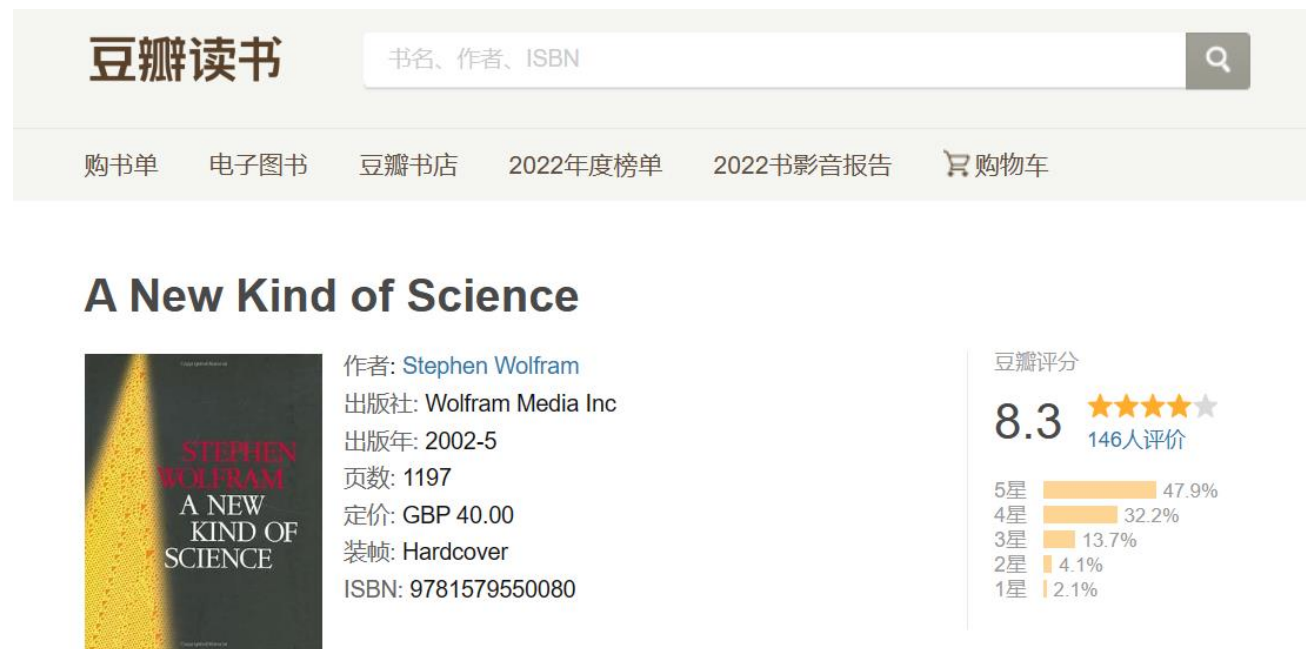 豆瓣读书
书名、作者、ISBN
购书单 电子图书 豆瓣书店 2022年度榜单 2022书影音报告 购物车
A New Kind of Science
STEPHEN
WOLFRAM
A NEW
KIND OF
SCIENCE
作者: Stephen Wolfram
出版社: Wolfram Media Inc
出版年: 2002-5
页数: 1197
定价: GBP 40.00
装帧: Hardcover
ISBN: 9781579550080
豆瓣评分
8.3
146人评价
5星 47.9%
4星 32.2%
3星 13.7%
2星 4.1%
1星 2.1%